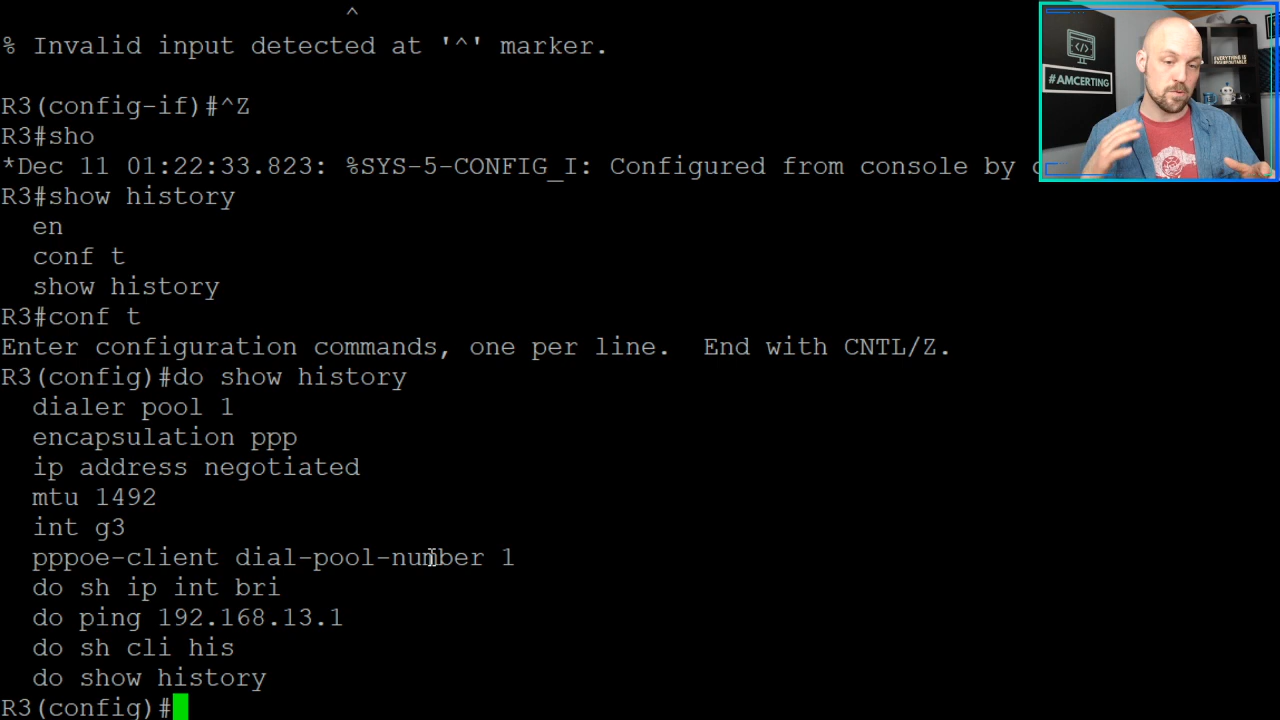 ^
% Invalid input detected at '^' marker.
R3(config-if)#^Z
R3#sho
*Dec 11 01:22:33.823: %SYS-5-CONFIG_I: Configured from console by
R3#show history
en
conf t
show history
R3#conf t
Enter configuration commands, one per line.  End with CNTL/Z.
R3(config)#do show history
dialer pool 1
encapsulation ppp
ip address negotiated
mtu 1492
int g3
pppoe-client dial-pool-number 1
do sh ip int bri
do ping 192.168.13.1
do sh cli his
do show history
R3(config)#
</>
#AMCERTING